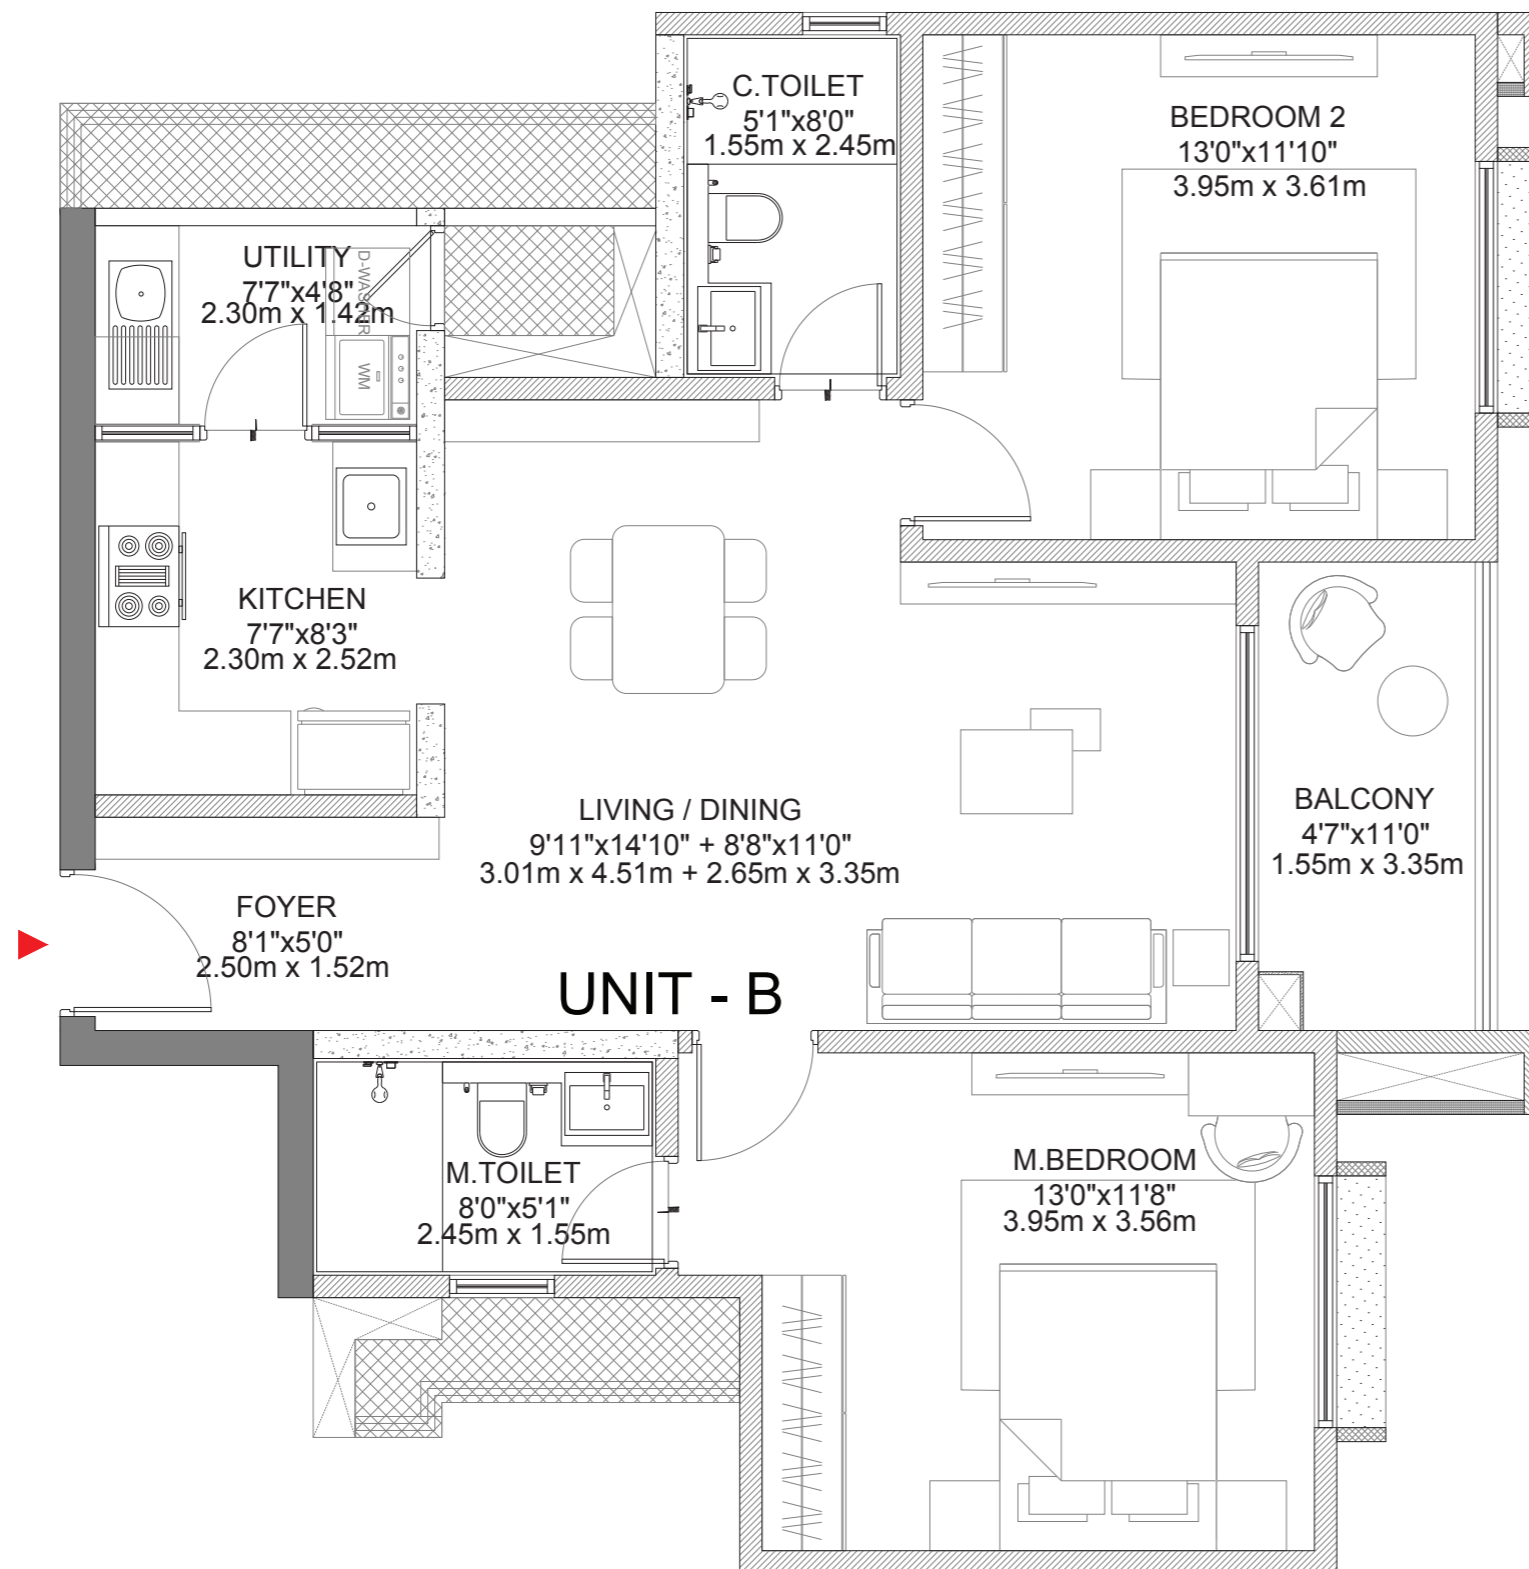 C.TOILET
5'1"x8'0"
1.55m x 2.45m
BEDROOM 2
13'0"x11'10"
3.95m x 3.61m
UTILITY
7'7"x4'8"
2.30m x 1.42m
D-WASHER
WM
KITCHEN
7'7"x8'3"
2.30m x 2.52m
LIVING / DINING
9'11"x14'10" + 8'8"x11'0"
3.01m x 4.51m + 2.65m x 3.35m
BALCONY
4'7"x11'0"
1.55m x 3.35m
FOYER
8'1"x5'0"
2.50m x 1.52m
UNIT - B
M.TOILET
8'0"x5'1"
2.45m x 1.55m
M.BEDROOM
13'0"x11'8"
3.95m x 3.56m